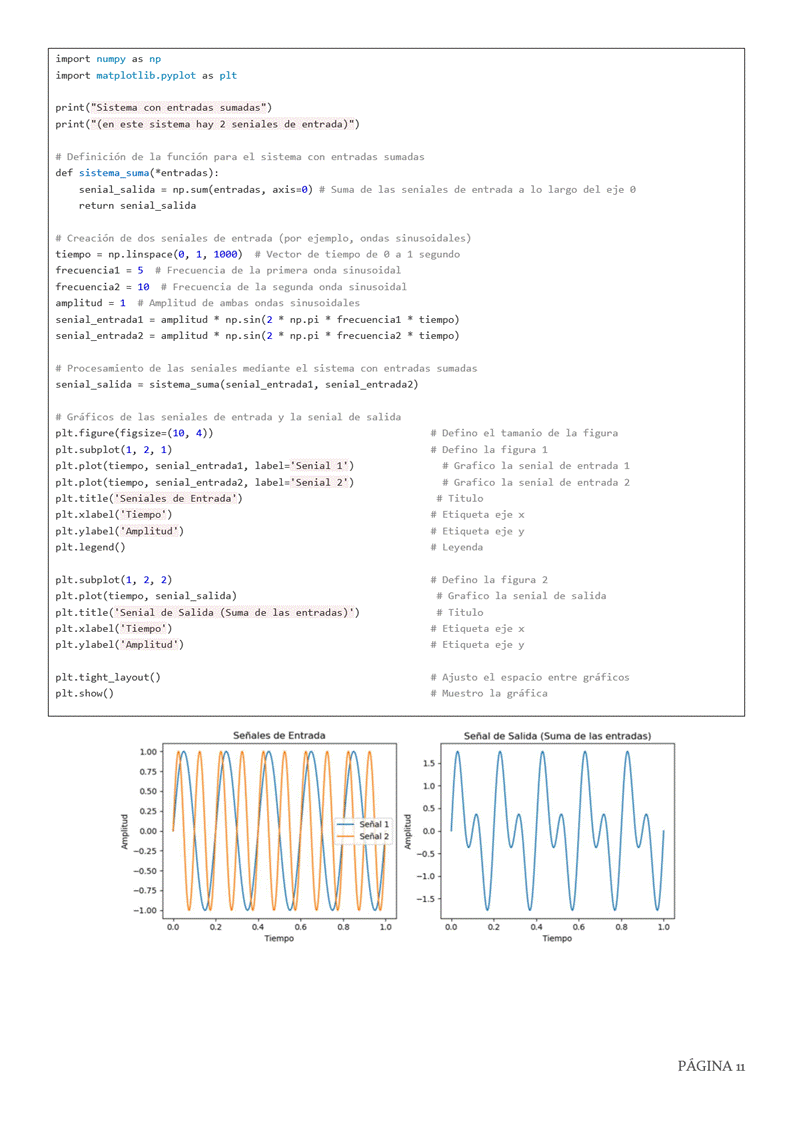 import numpy as np
import matplotlib.pyplot as plt
print("Sistema con entradas sumadas")
print("(en este sistema hay 2 seniales de entrada)")
# Definición de la función para el sistema con entradas sumadas
def sistema_suma(*entradas):
    senial_salida = np.sum(entradas, axis=0) # Suma de las seniales de entrada a lo largo del eje 0
    return senial_salida
# Creación de dos seniales de entrada (por ejemplo, ondas sinusoidales)
tiempo = np.linspace(0, 1, 1000)  # Vector de tiempo de 0 a 1 segundo
frecuencia1 = 5  # Frecuencia de la primera onda sinusoidal
frecuencia2 = 10  # Frecuencia de la segunda onda sinusoidal
amplitud = 1  # Amplitud de ambas ondas sinusoidales
senial_entrada1 = amplitud * np.sin(2 * np.pi * frecuencia1 * tiempo)
senial_entrada2 = amplitud * np.sin(2 * np.pi * frecuencia2 * tiempo)
# Procesamiento de las seniales mediante el sistema con entradas sumadas
senial_salida = sistema_suma(senial_entrada1, senial_entrada2)
# Gráficos de las seniales de entrada y la senial de salida
plt.figure(figsize=(10, 4)) # Defino el tamanio de la figura
plt.subplot(1, 2, 1) # Defino la figura 1
plt.plot(tiempo, senial_entrada1, label='Senial 1') # Grafico la senial de entrada 1
plt.plot(tiempo, senial_entrada2, label='Senial 2') # Grafico la senial de entrada 2
plt.title('Seniales de Entrada') # Titulo
plt.xlabel('Tiempo') # Etiqueta eje x
plt.ylabel('Amplitud') # Etiqueta eje y
plt.legend() # Leyenda
plt.subplot(1, 2, 2) # Defino la figura 2
plt.plot(tiempo, senial_salida) # Grafico la senial de salida
plt.title('Senial de Salida (Suma de las entradas)') # Titulo
plt.xlabel('Tiempo') # Etiqueta eje x
plt.ylabel('Amplitud') # Etiqueta eje y
plt.tight_layout() # Ajusto el espacio entre gráficos
plt.show() # Muestro la gráfica
Señales de Entrada
1.00
0.75
0.50
0.25
0.00
−0.25
−0.50
−0.75
−1.00
Amplitud
Señal 1
Señal 2
0.0 0.2 0.4 0.6 0.8 1.0
Tiempo
Señal de Salida (Suma de las entradas)
1.5
1.0
0.5
0.0
−0.5
−1.0
−1.5
Amplitud
0.0 0.2 0.4 0.6 0.8 1.0
Tiempo
PÁGINA 11